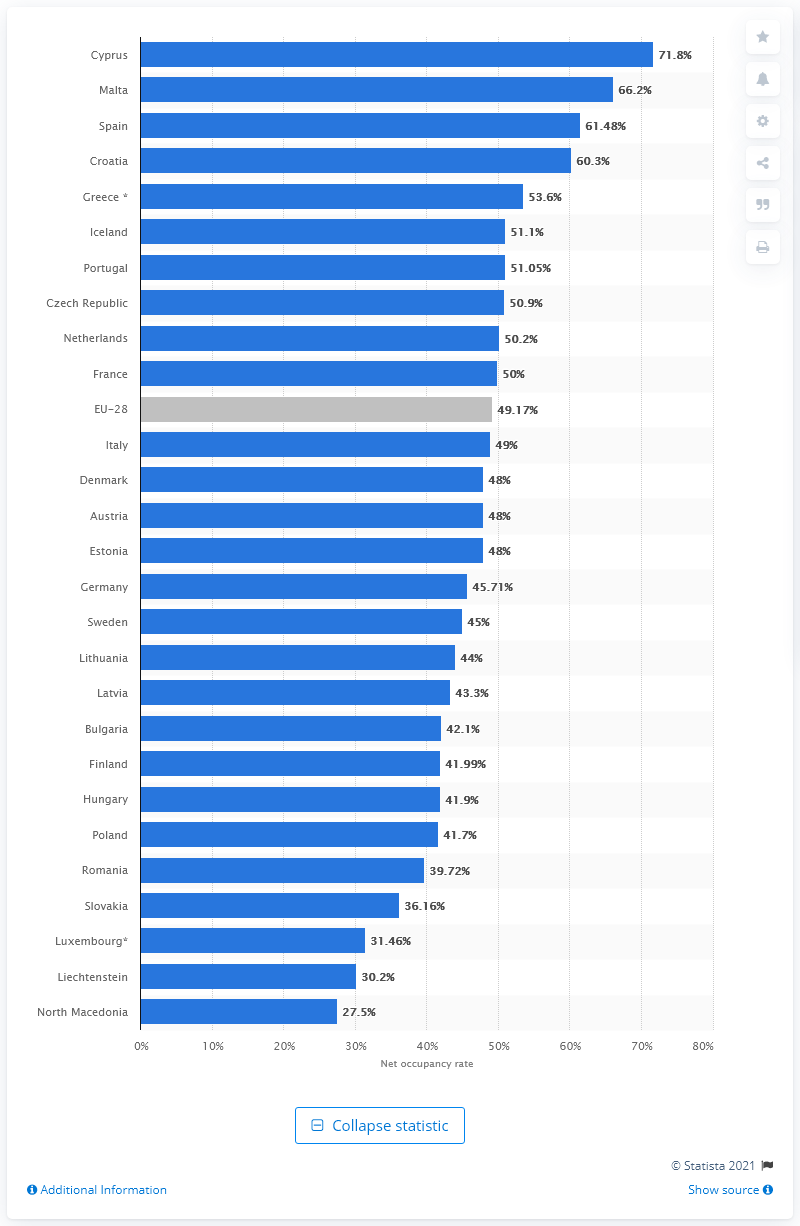 Cyprus 71.8%
Malta 66.2%
Spain 61.48%
Croatia 60.3%
Greece * 53.6%
Iceland 51.1%
Portugal 51.05%
Czech Republic 50.9%
Netherlands 50.2%
France 50%
EU-28 49.17%
Italy 49%
Denmark 48%
Austria 48%
Estonia 48%
Germany 45.71%
Sweden 45%
Lithuania 44%
Latvia 43.3%
Bulgaria 42.1%
Finland 41.99%
Hungary 41.9%
Poland 41.7%
Romania 39.72%
Slovakia 36.16%
Luxembourg* 31.46%
Liechtenstein 30.2%
North Macedonia 27.5%
0% 10% 20% 30% 40% 50% 60% 70% 80%
Net occupancy rate
Collapse statistic
© Statista 2021
Additional Information Show source